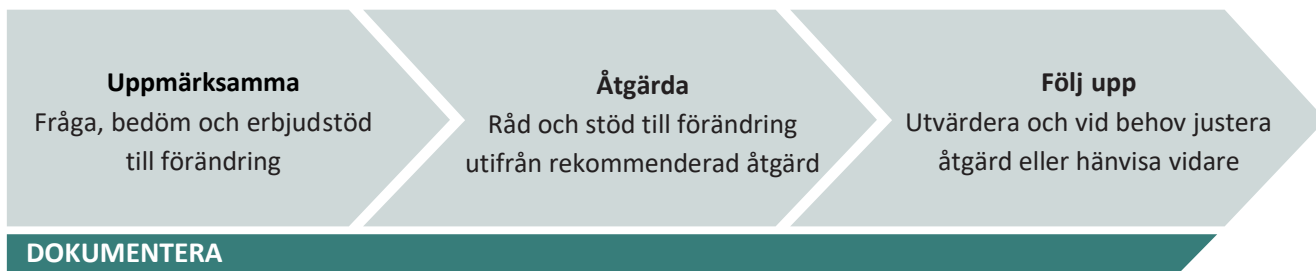 Uppmärksamma
Fråga, bedöm och erbjudstöd
till förändring
Åtgärda
Råd och stöd till förändring
utifrån rekommenderad åtgärd
Följ upp
Utvärdera och vid behov justera
åtgärd eller hänvisa vidare
DOKUMENTERA